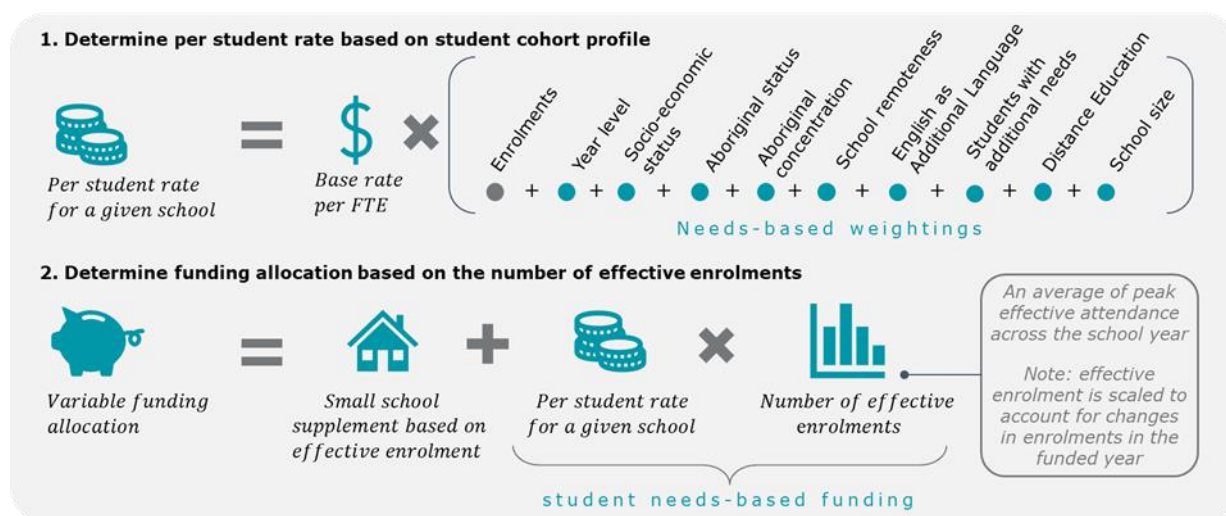 1. Determine per student rate based on student cohort profile
Per student rate
for a given school
=
$
Base rate
per FTE
×
Enrolments
+
Year level
+
Socio-economic
status
+
Aboriginal status
+
Aboriginal
concentration
+
School remoteness
+
English as
Additional Language
+
Students with
additional needs
+
Distance Education
+
School size
Needs-based weightings
2. Determine funding allocation based on the number of effective enrolments
Variable funding
allocation
=
Small school
supplement based on
effective enrolment
+
Per student rate
for a given school
×
Number of effective
enrolments
student needs-based funding
An average of peak
effective attendance
across the school year
Note: effective
enrolment is scaled to
account for changes
in enrolments in the
funded year